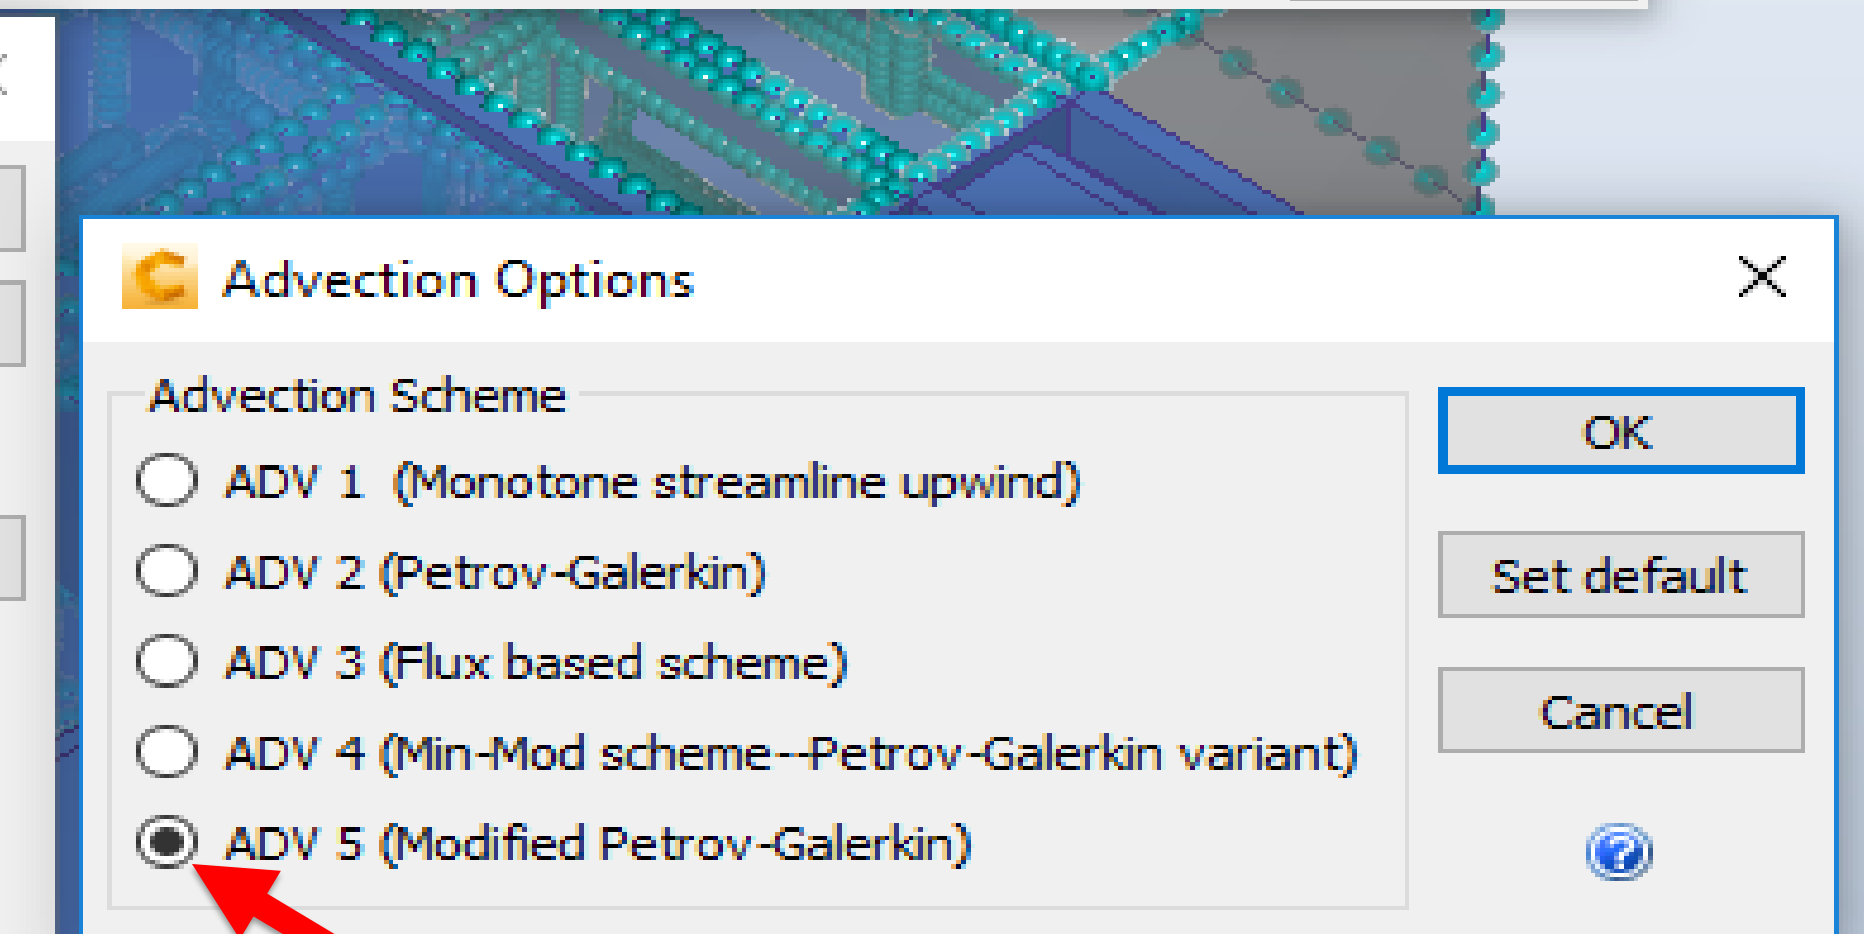 Advection Options
Advection Scheme
OK
ADV 1 (Monotone streamline upwind)
ADV 2 (Petrov-Galerkin)
Set default
ADV 3 (Flux based scheme)
Cancel
ADV 4 (Min-Mod scheme--Petrov-Galerkin variant)
ADV 5 (Modified Petrov-Galerkin)